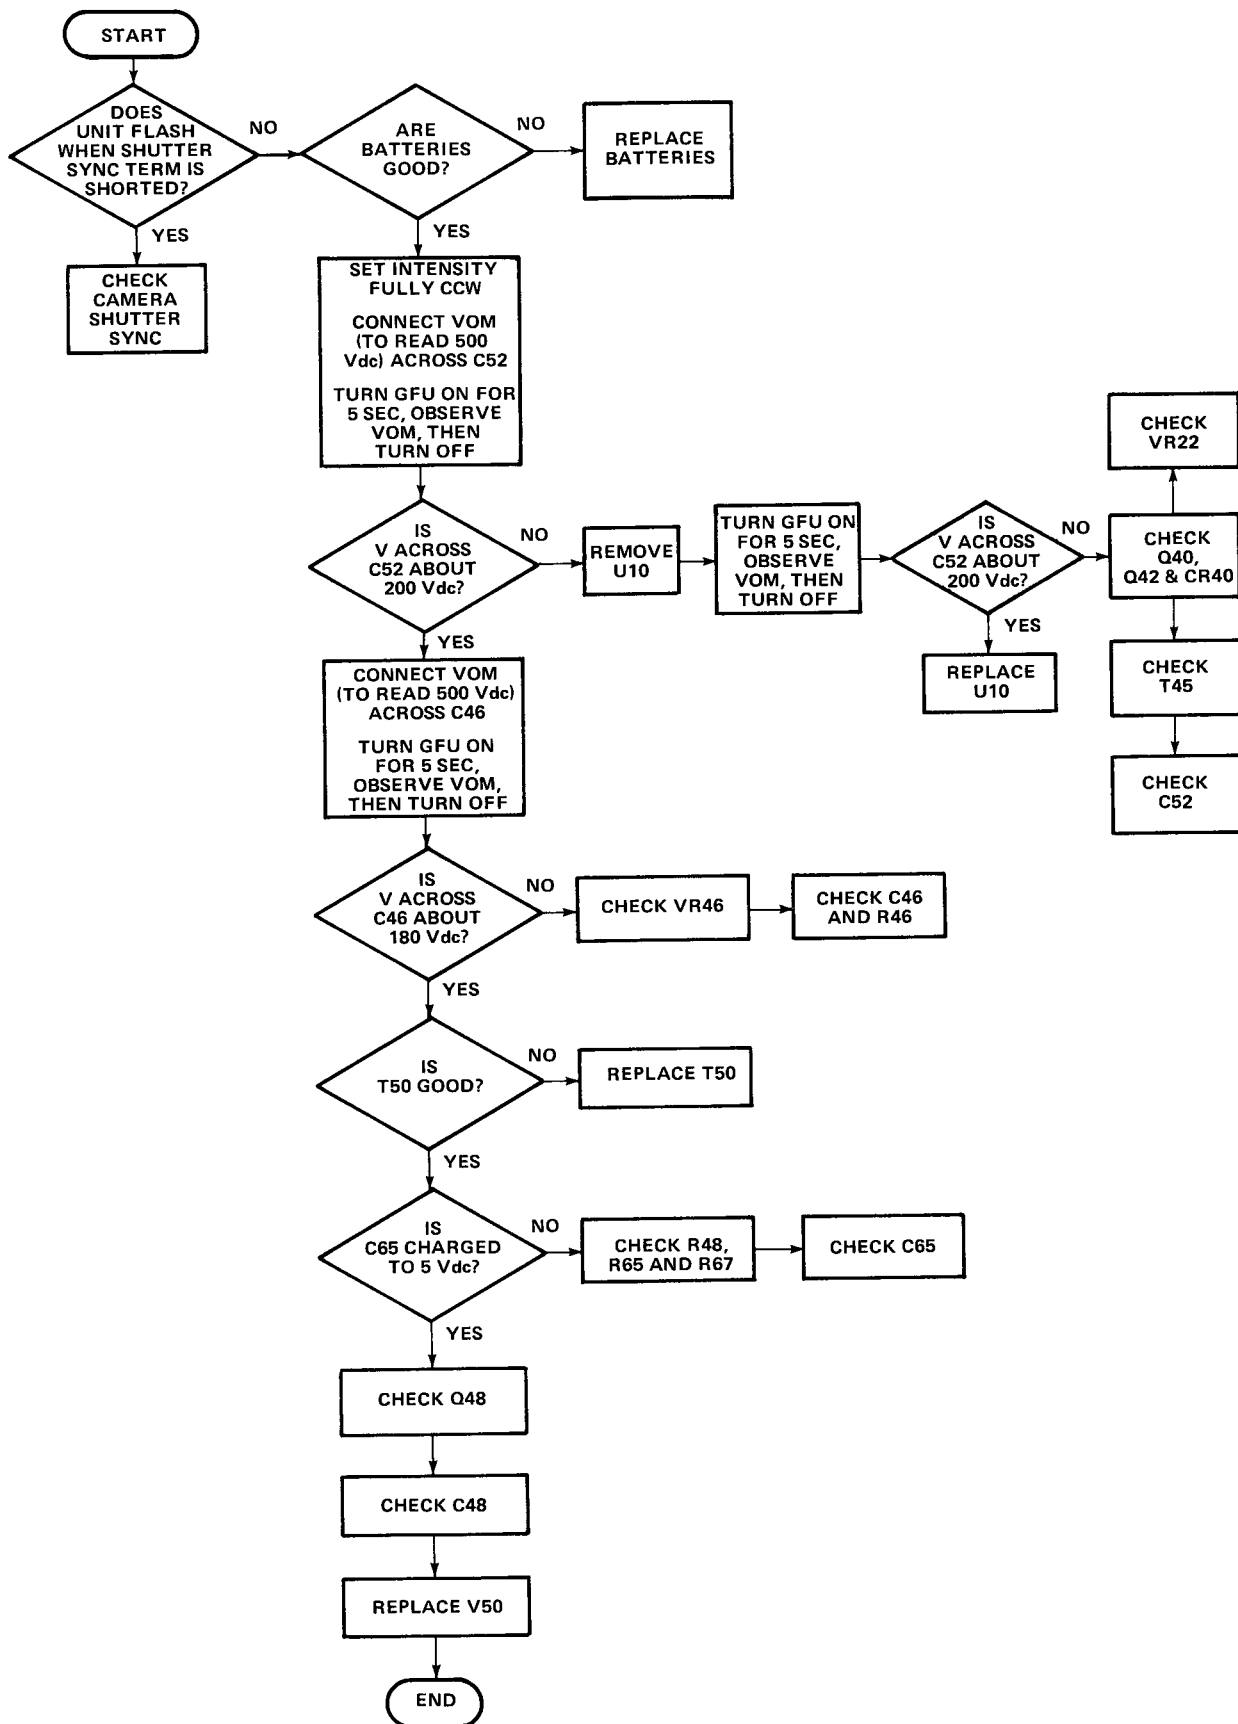 START
DOES
UNIT FLASH
WHEN SHUTTER
SYNC TERM IS
SHORTED?
NO
YES
CHECK
CAMERA
SHUTTER
SYNC
ARE
BATTERIES
GOOD?
NO
REPLACE
BATTERIES
YES
SET INTENSITY
FULLY CCW
CONNECT VOM
(TO READ 500
Vdc) ACROSS C52
TURN GFU ON FOR
5 SEC, OBSERVE
VOM, THEN
TURN OFF
IS
V ACROSS
C52 ABOUT
200 Vdc?
NO
REMOVE
U10
TURN GFU ON
FOR 5 SEC,
OBSERVE
VOM, THEN
TURN OFF
IS
V ACROSS
C52 ABOUT
200 Vdc?
NO
YES
REPLACE
U10
CHECK
VR22
CHECK
Q40,
Q42 & CR40
CHECK
T45
CHECK
C52
YES
CONNECT VOM
(TO READ 500 Vdc)
ACROSS C46
TURN GFU ON
FOR 5 SEC,
OBSERVE VOM,
THEN TURN OFF
IS
V ACROSS
C46 ABOUT
180 Vdc?
NO
CHECK VR46
CHECK C46
AND R46
YES
IS
T50 GOOD?
NO
REPLACE T50
YES
IS
C65 CHARGED
TO 5 Vdc?
NO
CHECK R48,
R65 AND R67
CHECK C65
YES
CHECK Q48
CHECK C48
REPLACE V50
END